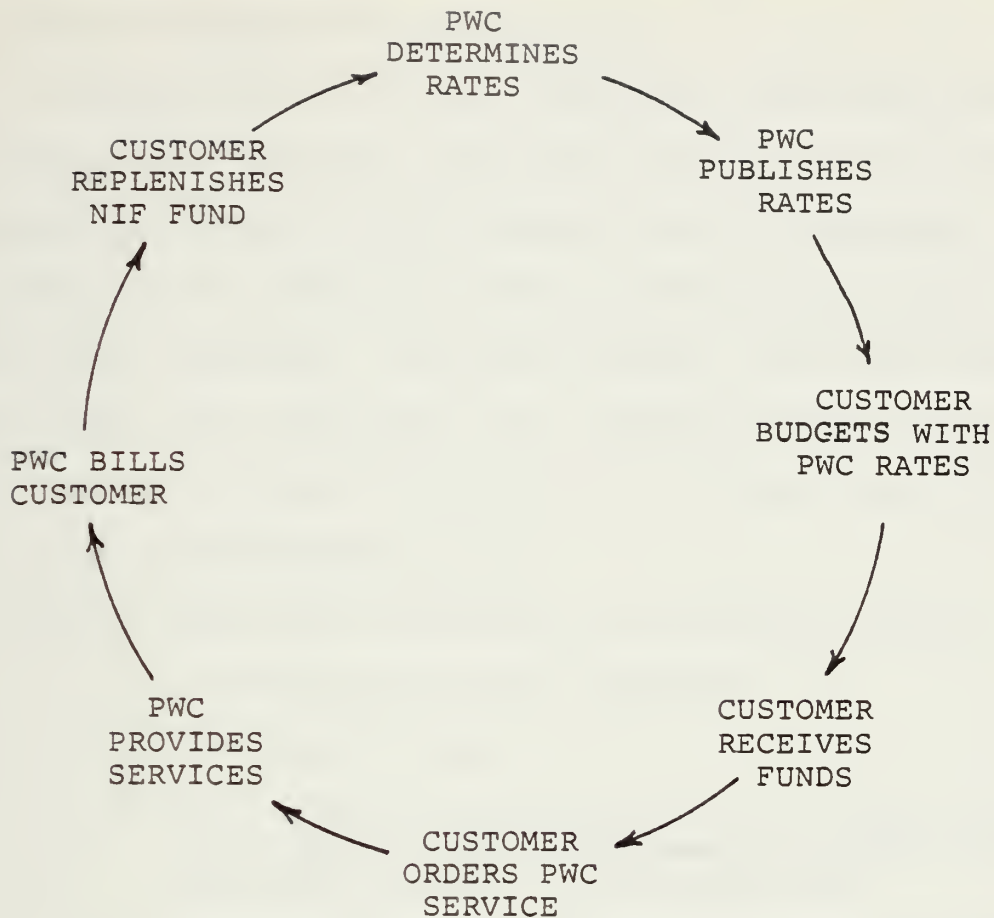 PWC
DETERMINES
RATES
PWC
PUBLISHES
RATES
CUSTOMER
BUDGETS WITH
PWC RATES
CUSTOMER
RECEIVES
FUNDS
CUSTOMER
ORDERS PWC
SERVICE
PWC
PROVIDES
SERVICES
PWC BILLS
CUSTOMER
CUSTOMER
REPLENISHES
NIF FUND